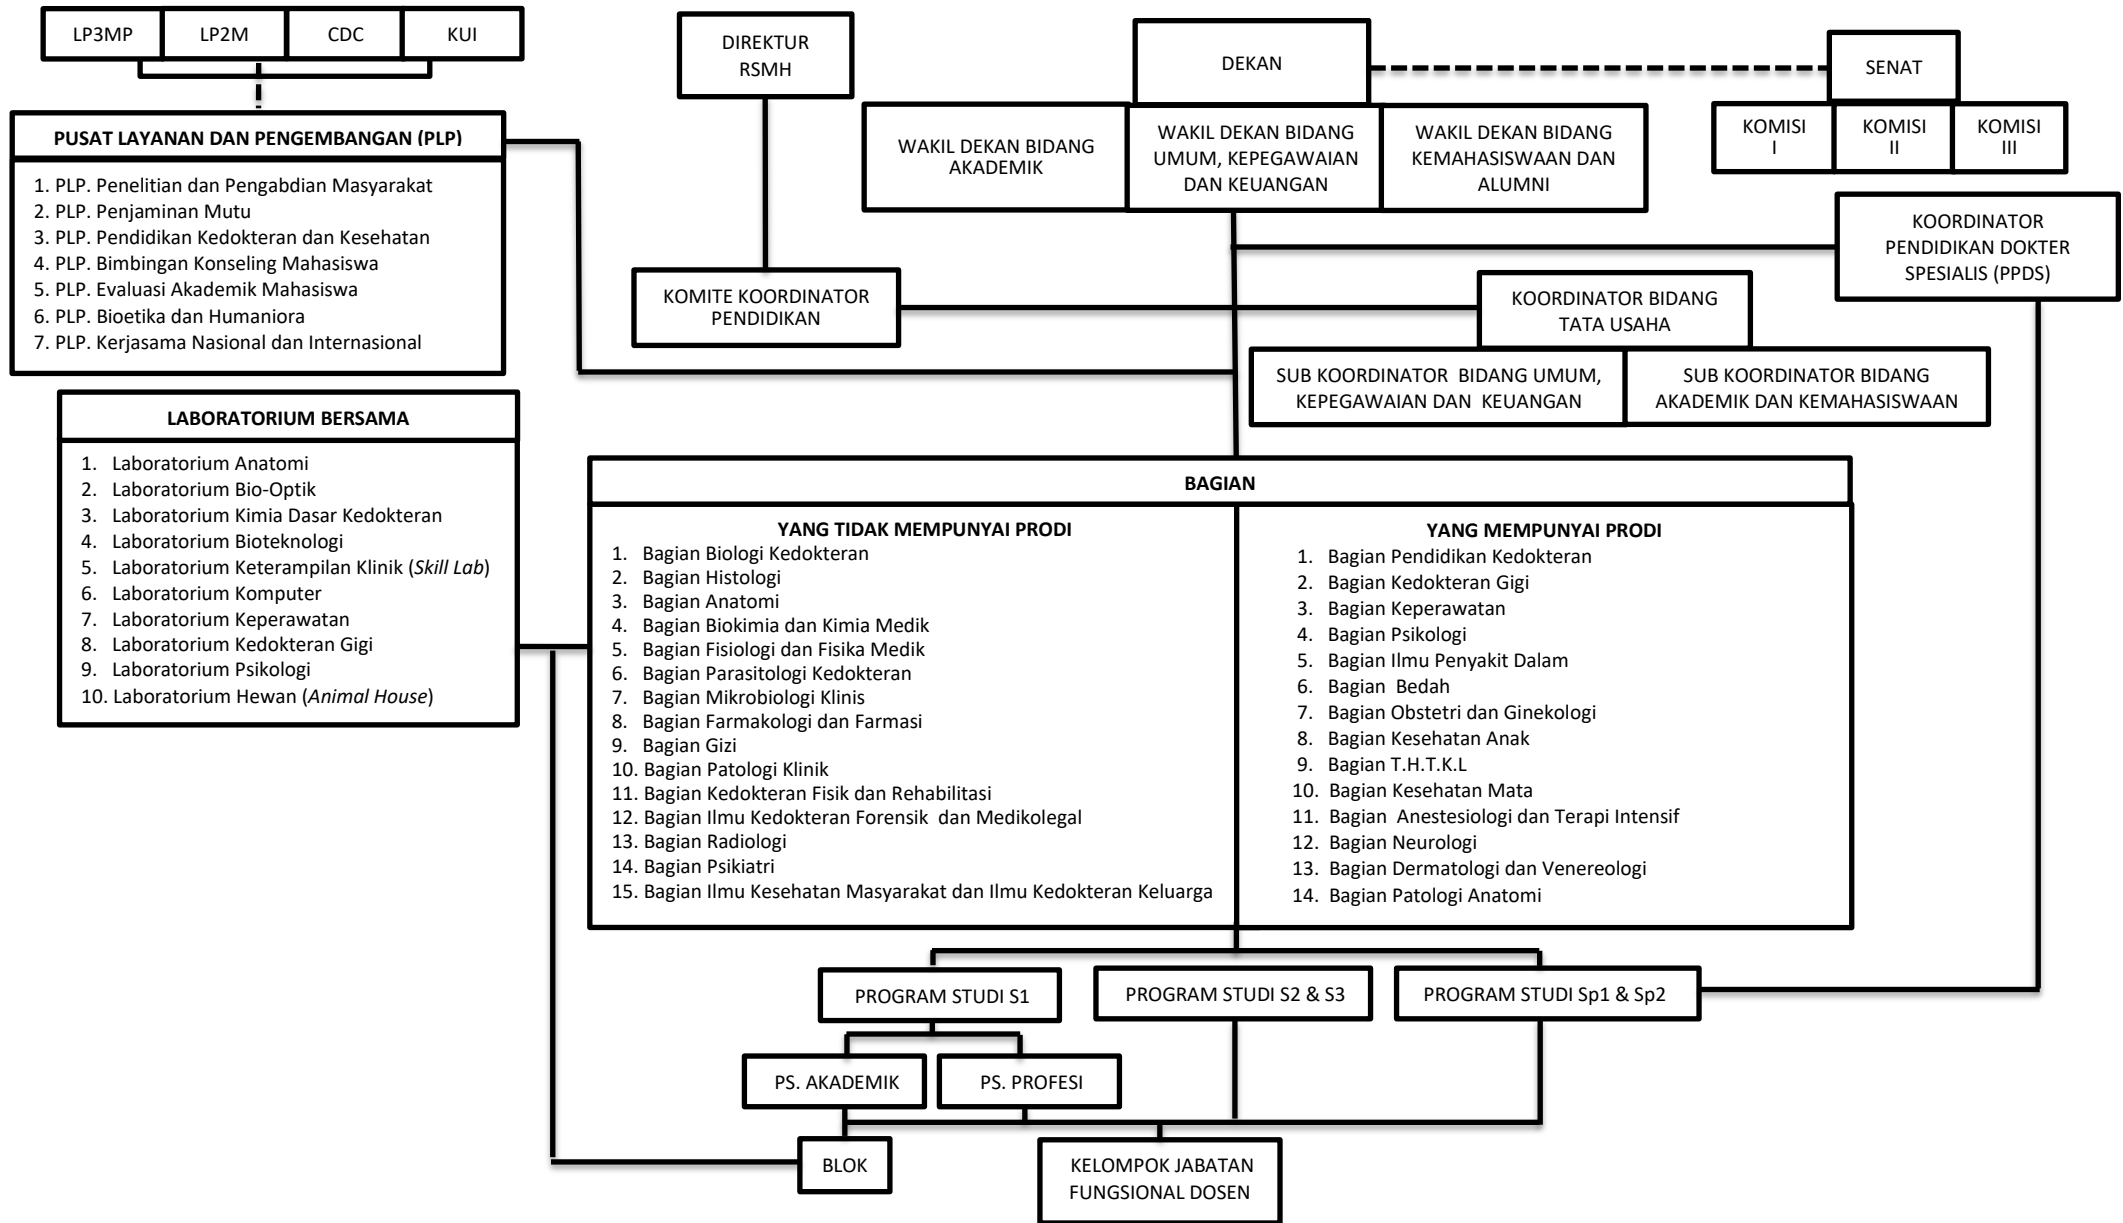 LP3MP
LP2M
CDC
KUI
DIREKTUR
RSMH
DEKAN
SENAT
PUSAT LAYANAN DAN PENGEMBANGAN (PLP)
1. PLP. Penelitian dan Pengabdian Masyarakat
2. PLP. Penjaminan Mutu
3. PLP. Pendidikan Kedokteran dan Kesehatan
4. PLP. Bimbingan Konseling Mahasiswa
5. PLP. Evaluasi Akademik Mahasiswa
6. PLP. Bioetika dan Humaniora
7. PLP. Kerjasama Nasional dan Internasional
WAKIL DEKAN BIDANG
AKADEMIK
WAKIL DEKAN BIDANG
UMUM, KEPEGAWAIAN
DAN KEUANGAN
WAKIL DEKAN BIDANG
KEMAHASISWAAN DAN
ALUMNI
KOMISI
I
KOMISI
II
KOMISI
III
KOORDINATOR
PENDIDIKAN DOKTER
SPESIALIS (PPDS)
KOMITE KOORDINATOR
PENDIDIKAN
KOORDINATOR BIDANG
TATA USAHA
SUB KOORDINATOR BIDANG UMUM,
KEPEGAWAIAN DAN KEUANGAN
SUB KOORDINATOR BIDANG
AKADEMIK DAN KEMAHASISWAAN
LABORATORIUM BERSAMA
1. Laboratorium Anatomi
2. Laboratorium Bio-Optik
3. Laboratorium Kimia Dasar Kedokteran
4. Laboratorium Bioteknologi
5. Laboratorium Keterampilan Klinik (Skill Lab)
6. Laboratorium Komputer
7. Laboratorium Keperawatan
8. Laboratorium Kedokteran Gigi
9. Laboratorium Psikologi
10. Laboratorium Hewan (Animal House)
BAGIAN
YANG TIDAK MEMPUNYAI PRODI
1. Bagian Biologi Kedokteran
2. Bagian Histologi
3. Bagian Anatomi
4. Bagian Biokimia dan Kimia Medik
5. Bagian Fisiologi dan Fisika Medik
6. Bagian Parasitologi Kedokteran
7. Bagian Mikrobiologi Klinis
8. Bagian Farmakologi dan Farmasi
9. Bagian Gizi
10. Bagian Patologi Klinik
11. Bagian Kedokteran Fisik dan Rehabilitasi
12. Bagian Ilmu Kedokteran Forensik dan Medikolegal
13. Bagian Radiologi
14. Bagian Psikiatri
15. Bagian Ilmu Kesehatan Masyarakat dan Ilmu Kedokteran Keluarga
YANG MEMPUNYAI PRODI
1. Bagian Pendidikan Kedokteran
2. Bagian Kedokteran Gigi
3. Bagian Keperawatan
4. Bagian Psikologi
5. Bagian Ilmu Penyakit Dalam
6. Bagian Bedah
7. Bagian Obstetri dan Ginekologi
8. Bagian Kesehatan Anak
9. Bagian T.H.T.K.L
10. Bagian Kesehatan Mata
11. Bagian Anestesiologi dan Terapi Intensif
12. Bagian Neurologi
13. Bagian Dermatologi dan Venereologi
14. Bagian Patologi Anatomi
PROGRAM STUDI S1
PROGRAM STUDI S2 & S3
PROGRAM STUDI Sp1 & Sp2
PS. AKADEMIK
PS. PROFESI
BLOK
KELOMPOK JABATAN
FUNGSIONAL DOSEN